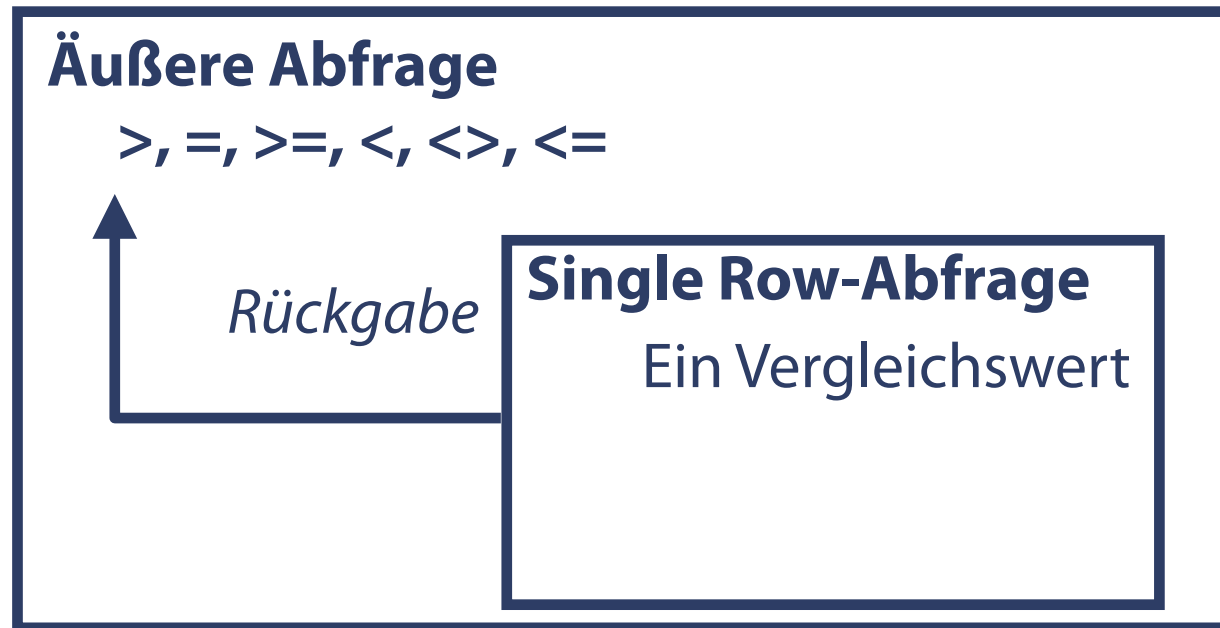 Äußere Abfrage
>, =, >=, <, <>, <=
Rückgabe
Single Row-Abfrage
Ein Vergleichswert